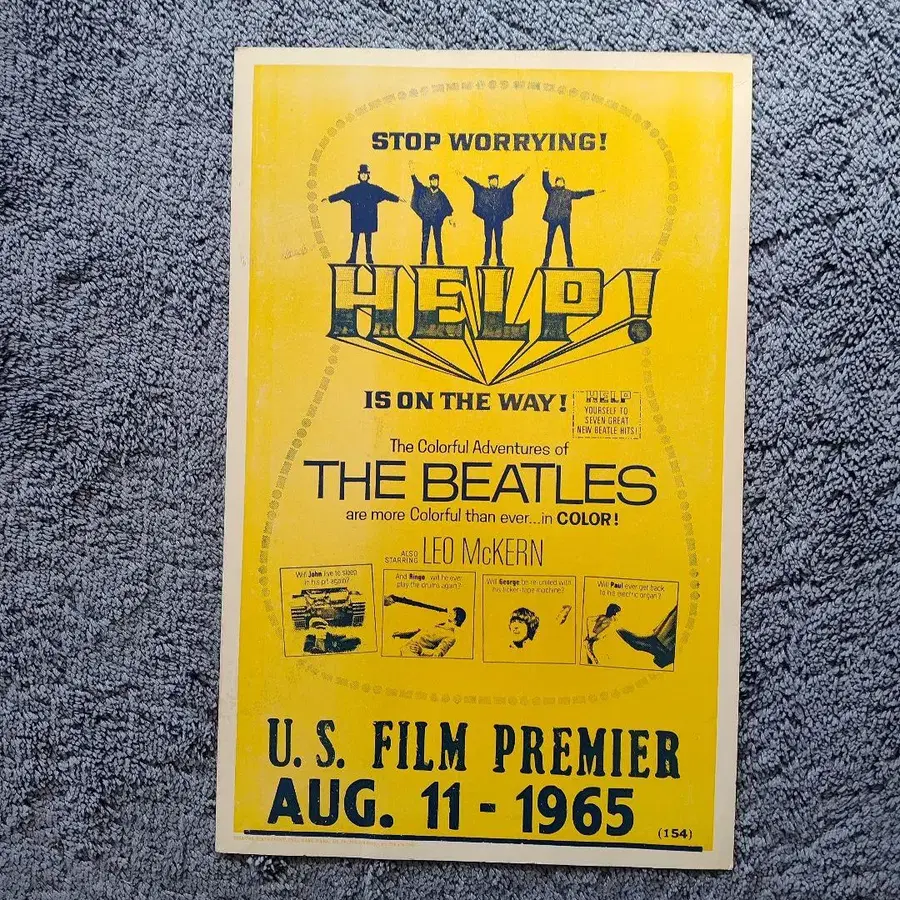 STOP WORRYING!
HELP!
IS ON THE WAY!
HELP
YOURSELF TO
SEVEN GREAT
NEW BEATLE HITS!
The Colorful Adventures of
THE BEATLES
are more Colorful than ever...in COLOR!
ALSO STARRING LEO McKERN
Will John live to sleep
in his pit again?
And Ringo, will he ever
play the drums again?
Will George be re-united with
his ticker-tape machine?
Will Paul ever get back
to his electric organ?
U.S. FILM PREMIER
AUG. 11 - 1965
(154)